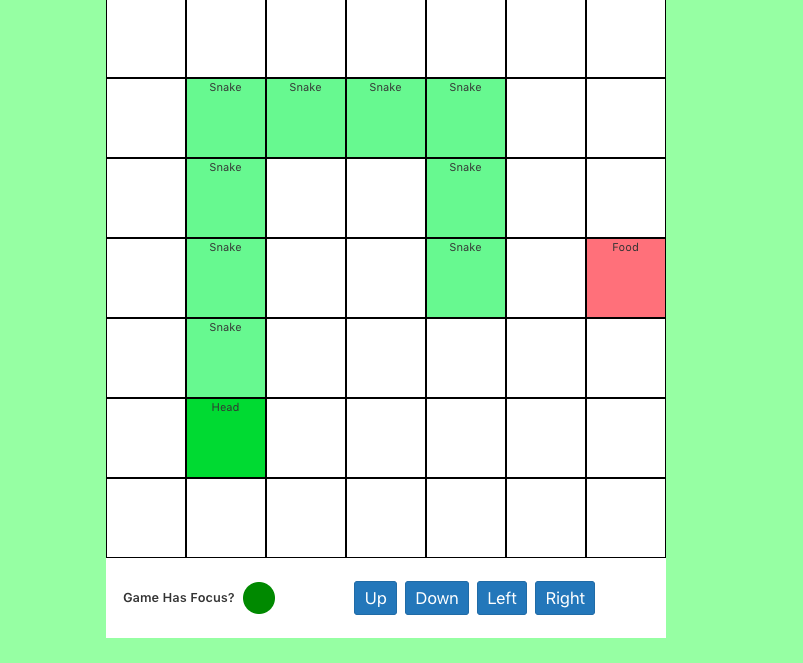 Snake Snake Snake Snake
Snake Snake
Snake Snake Food
Snake
Head
Game Has Focus? Up Down Left Right